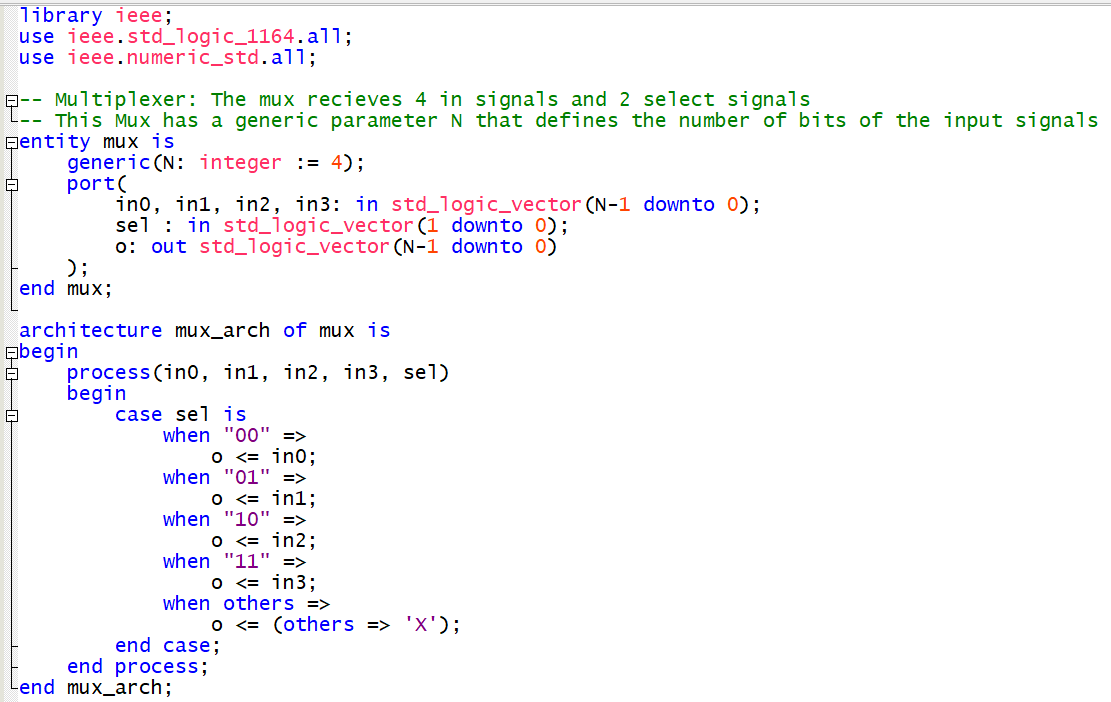 library ieee;
use ieee.std_logic_1164.all;
use ieee.numeric_std.all;

-- Multiplexer: The mux recieves 4 in signals and 2 select signals
-- This Mux has a generic parameter N that defines the number of bits of the input signals
entity mux is
    generic(N: integer := 4);
    port(
        in0, in1, in2, in3: in std_logic_vector(N-1 downto 0);
        sel : in std_logic_vector(1 downto 0);
        o: out std_logic_vector(N-1 downto 0)
    );
end mux;

architecture mux_arch of mux is
begin
    process(in0, in1, in2, in3, sel)
    begin
        case sel is
            when "00" =>
                o <= in0;
            when "01" =>
                o <= in1;
            when "10" =>
                o <= in2;
            when "11" =>
                o <= in3;
            when others =>
                o <= (others => 'X');
        end case;
    end process;
end mux_arch;